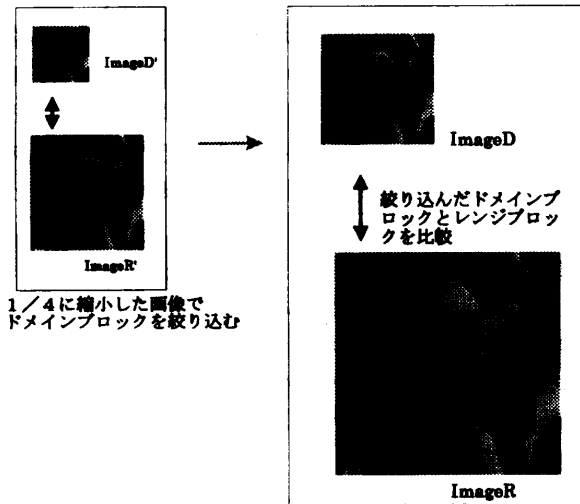 ImageD'
ImageR'
1/4に縮小した画像で
ドメインブロックを絞り込む
ImageD
絞り込んだドメインブ
ロックとレンジブロッ
クを比較
ImageR